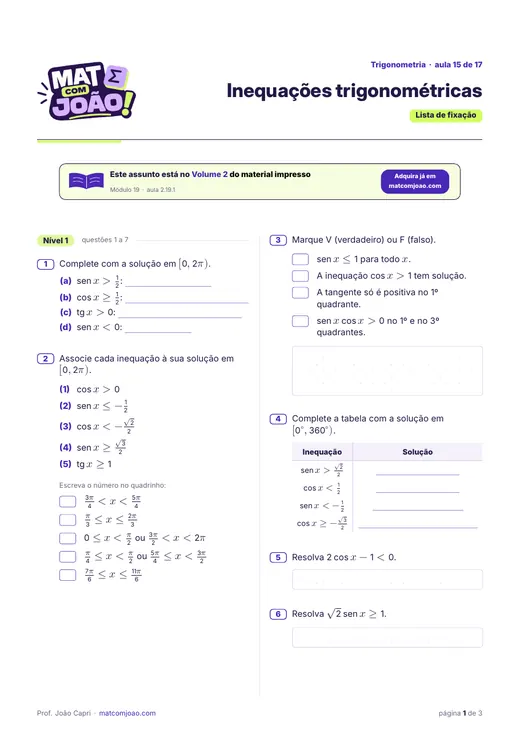 MAT Σ
COM
JOÃO!
Trigonometria · aula 15 de 17
Inequações trigonométricas
Lista de fixação
Este assunto está no Volume 2 do material impresso
Módulo 19 · aula 2.19.1
Adquira já em
matcomjoao.com
Nível 1 questões 1 a 7
1 Complete com a solução em [0, 2π).
(a) sen x > 1/2:
(b) cos x ≥ 1/2:
(c) tg x > 0:
(d) sen x < 0:
2 Associe cada inequação à sua solução em
[0, 2π).
(1) cos x > 0
(2) sen x ≤ −1/2
(3) cos x < −√2/2
(4) sen x ≥ √3/2
(5) tg x ≥ 1
Escreva o número no quadrinho:
3π/4 < x < 5π/4
π/3 ≤ x ≤ 2π/3
0 ≤ x < π/2 ou 3π/2 < x < 2π
π/4 ≤ x < π/2 ou 5π/4 ≤ x < 3π/2
7π/6 ≤ x ≤ 11π/6
3 Marque V (verdadeiro) ou F (falso).
sen x ≤ 1 para todo x.
A inequação cos x > 1 tem solução.
A tangente só é positiva no 1º
quadrante.
sen x cos x > 0 no 1º e no 3º
quadrantes.
4 Complete a tabela com a solução em
[0°, 360°).
Inequação Solução
sen x > √2/2
cos x < 1/2
sen x < −1/2
cos x ≥ −√3/2
5 Resolva 2 cos x − 1 < 0.
6 Resolva √2 sen x ≥ 1.
Prof. João Capri · matcomjoao.com
página 1 de 3